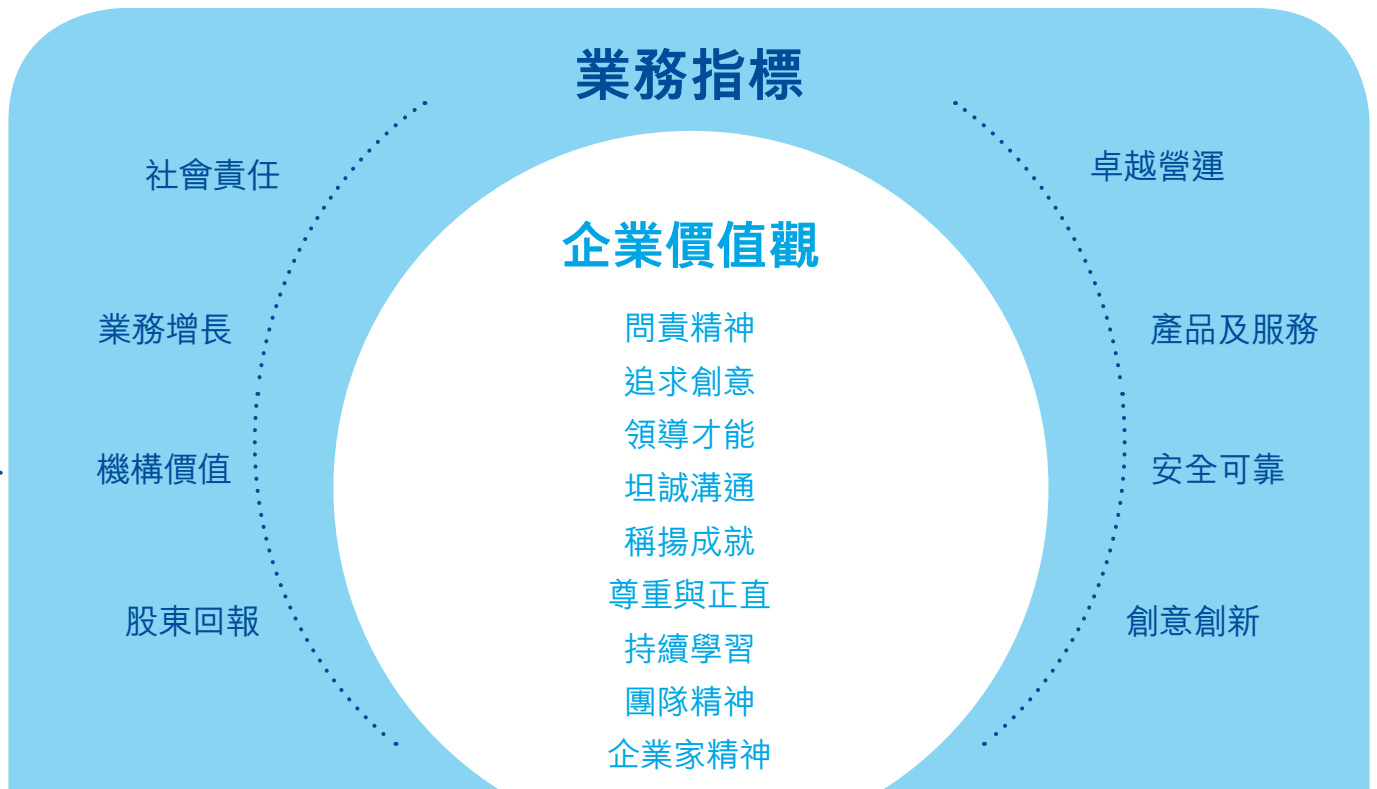 業務指標
社會責任
業務增長
機構價值
股東回報
企業價值觀
問責精神
追求創意
領導才能
坦誠溝通
稱揚成就
尊重與正直
持續學習
團隊精神
企業家精神
卓越營運
產品及服務
安全可靠
創意創新